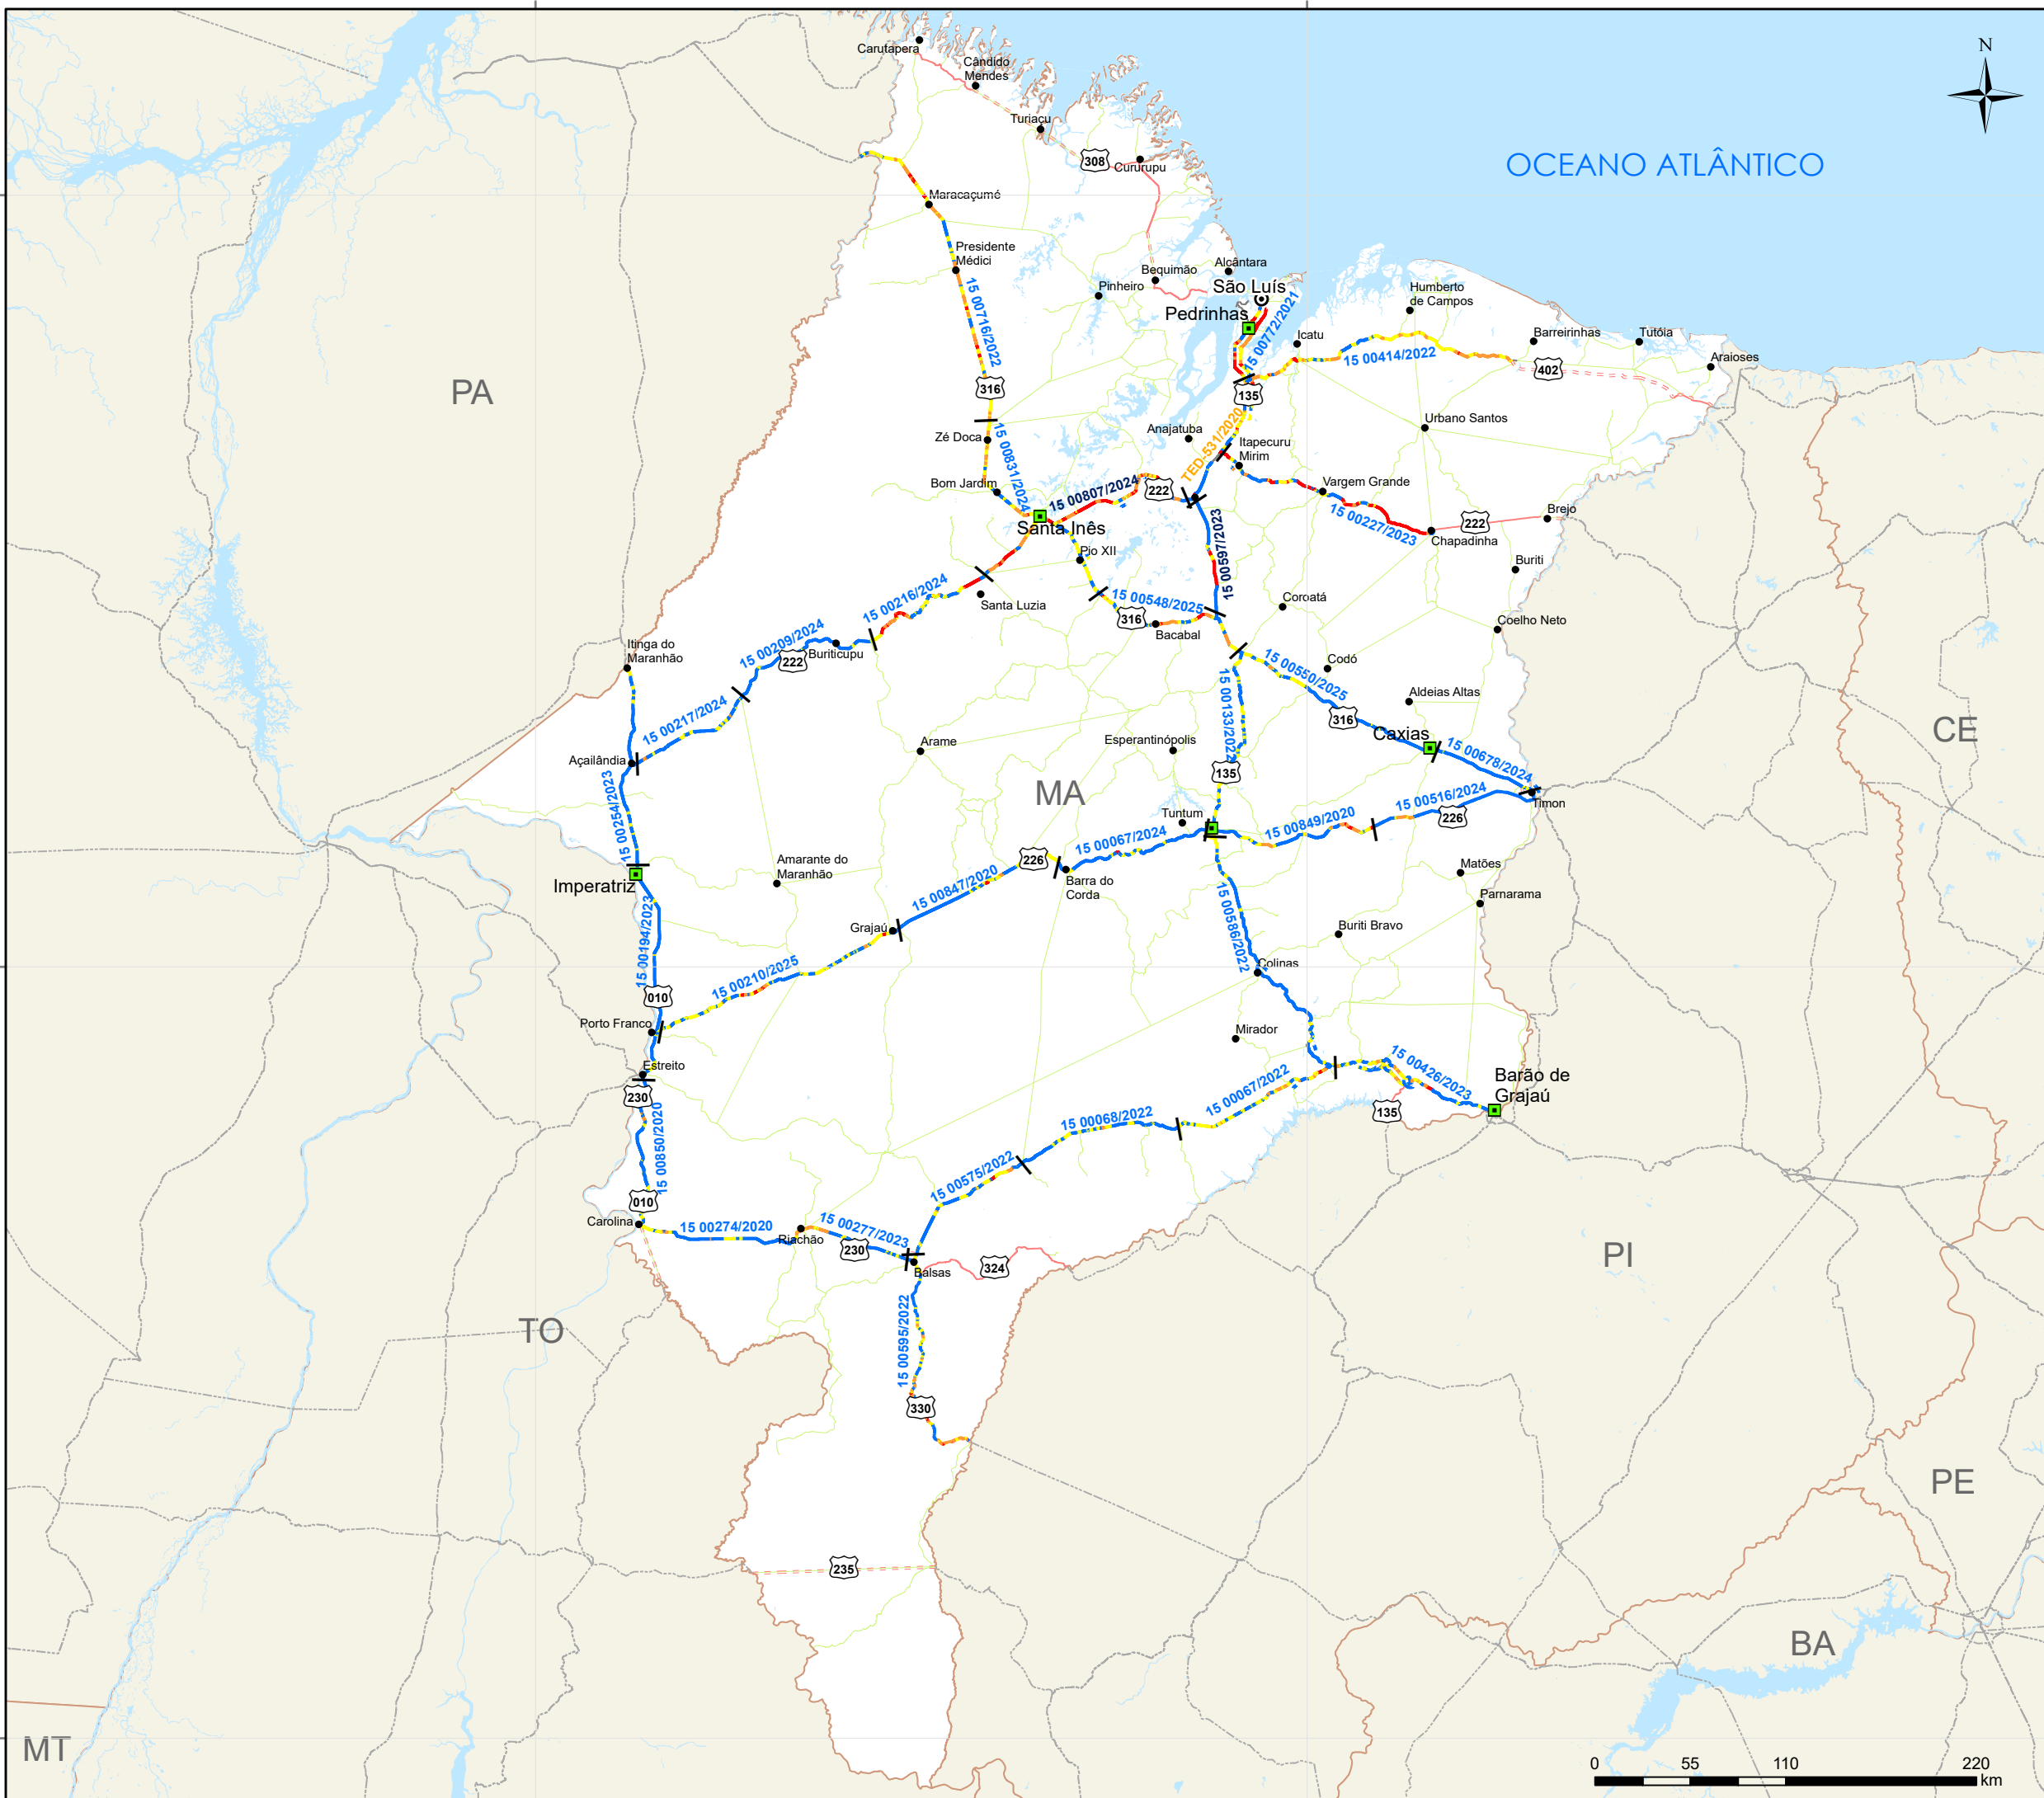 Carutapera
Cândido
Mendes
N
Turiaçu
308
Cururupu
OCEANO ATLÂNTICO
Maracaçumé
Presidente
Médici
Alcântara
Bequimão
Pinheiro
São Luís
Humberto
de Campos
Pedrinhas
15 00716/2022
15 00772/2021
Icatu
Barreirinhas
Tutóia
15 00414/2022
Araioses
402
PA
316
135
Urbano Santos
Anajatuba
Zé Doca
TED-531/2020
Itapecuru
Mirim
15 00831/2024
Bom Jardim
15 00807/2024
222
Vargem Grande
15 00227/2023
222
Brejo
Santa Inês
Chapadinha
Pio XII
15 00597/2023
Buriti
15 00216/2024
Santa Luzia
15 00548/2025
Coroatá
316
Bacabal
Coelho Neto
15 00209/2024
Itinga do
Maranhão
Buriticupu
222
15 00550/2025
Codó
15 00133/2022
Aldeias Altas
15 00217/2024
316
CE
Caxias
Arame
Esperantinópolis
15 00678/2024
Açailândia
135
MA
15 00254/2023
Timon
15 00516/2024
Tuntum
226
15 00849/2020
15 00067/2024
226
Amarante do
Maranhão
Matões
Imperatriz
Barra do
Corda
15 00847/2020
Parnarama
15 00586/2022
Grajaú
Buriti Bravo
15 00194/2023
Colinas
15 00210/2025
010
Porto Franco
Mirador
Estreito
15 00426/2023
Barão de
Grajaú
230
15 00067/2022
135
15 00068/2022
15 00850/2020
15 00575/2022
010
Carolina
15 00274/2020
15 00277/2023
Riachão
230
PI
324
Balsas
TO
15 00595/2022
330
PE
235
BA
MT
0
55
110
220
km